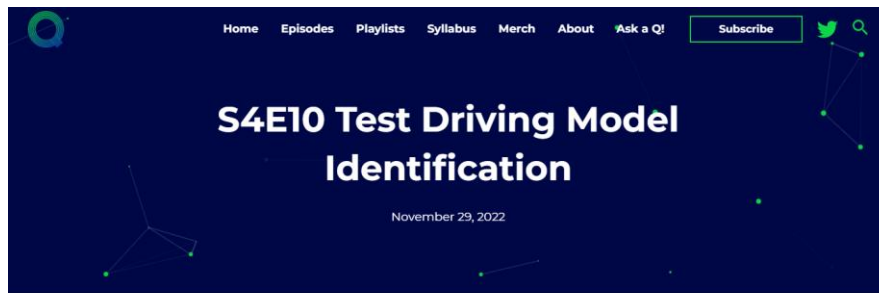 Home Episodes Playlists Syllabus Merch About Ask a Q! Subscribe
S4E10 Test Driving Model
Identification
November 29, 2022